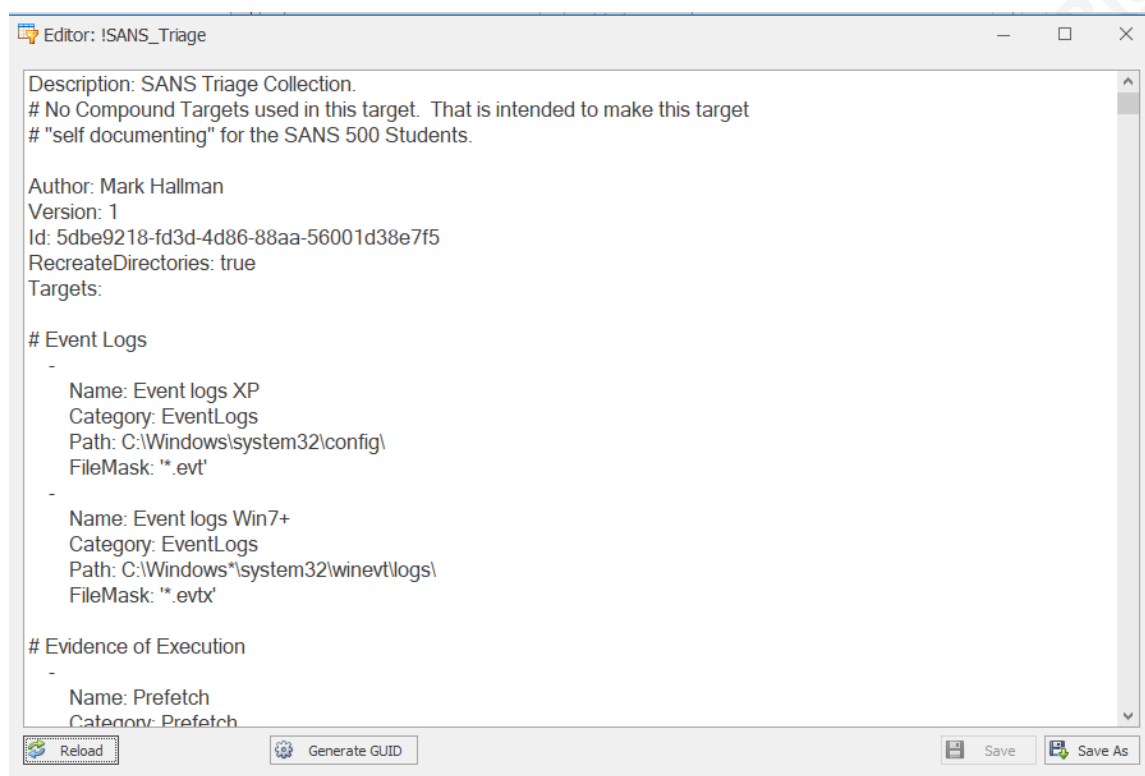 Editor: !SANS_Triage
Description: SANS Triage Collection.
# No Compound Targets used in this target.  That is intended to make this target
# "self documenting" for the SANS 500 Students.
Author: Mark Hallman
Version: 1
Id: 5dbe9218-fd3d-4d86-88aa-56001d38e7f5
RecreateDirectories: true
Targets:
# Event Logs
-
Name: Event logs XP
Category: EventLogs
Path: C:\Windows\system32\config\
FileMask: '*.evt'
-
Name: Event logs Win7+
Category: EventLogs
Path: C:\Windows*\system32\winevt\logs\
FileMask: '*.evtx'
# Evidence of Execution
-
Name: Prefetch
Category: Prefetch
Reload Generate GUID Save Save As